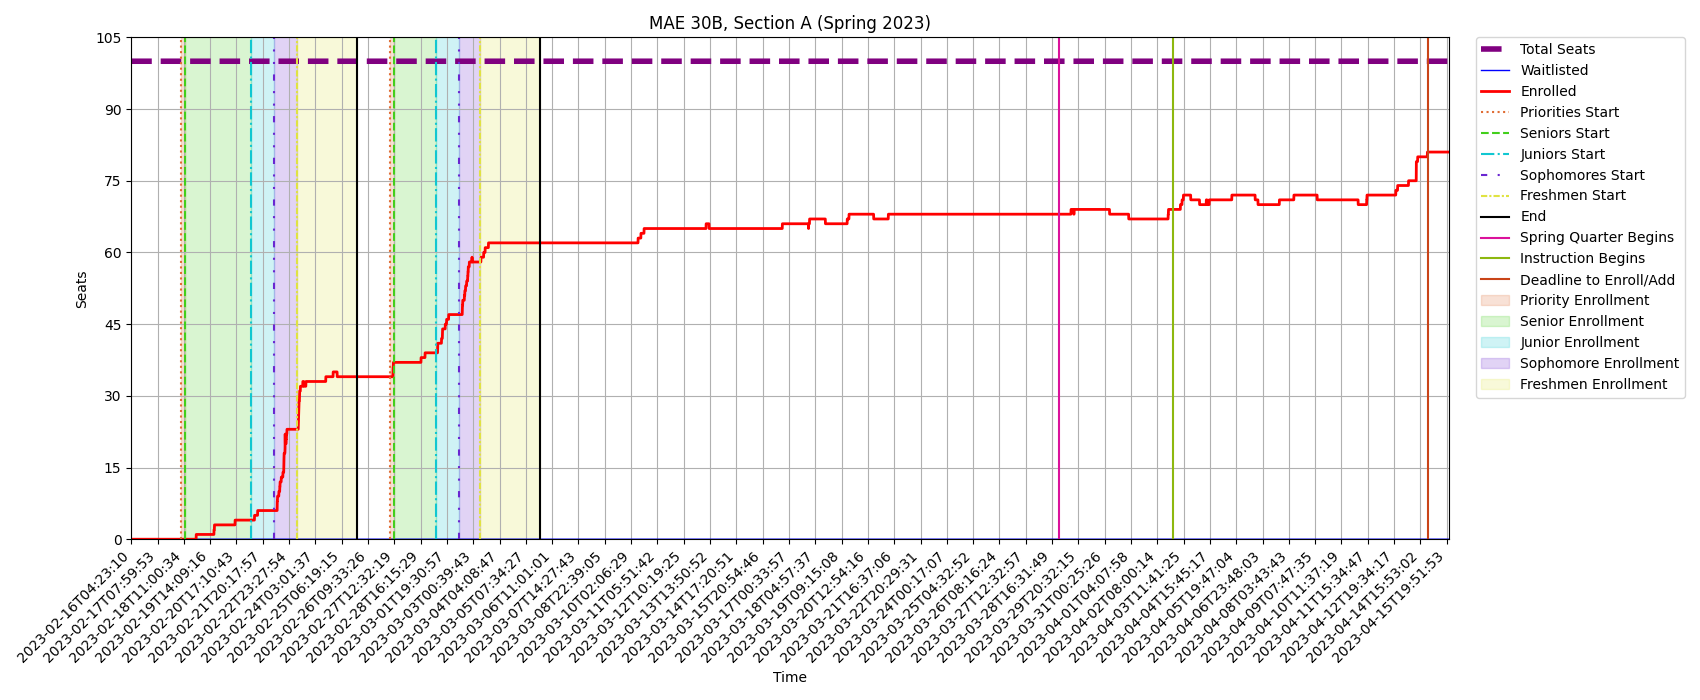 MAE 30B, Section A (Spring 2023)
105
90
75
60
45
30
15
0
Seats
2023-02-16T04:23:10
2023-02-17T07:59:53
2023-02-18T11:00:34
2023-02-19T14:09:16
2023-02-20T17:10:43
2023-02-21T20:17:57
2023-02-22T23:27:54
2023-02-24T03:01:37
2023-02-25T06:19:15
2023-02-26T09:33:26
2023-02-27T12:32:19
2023-02-28T16:15:29
2023-03-01T19:30:57
2023-03-03T00:39:43
2023-03-04T04:08:47
2023-03-05T07:34:27
2023-03-06T11:01:01
2023-03-07T14:27:43
2023-03-08T22:39:05
2023-03-10T02:06:29
2023-03-11T05:51:42
2023-03-12T10:19:25
2023-03-13T13:50:52
2023-03-14T17:20:51
2023-03-15T20:54:46
2023-03-17T00:33:57
2023-03-18T04:57:37
2023-03-19T09:15:08
2023-03-20T12:54:16
2023-03-21T16:37:06
2023-03-22T20:29:31
2023-03-24T00:17:07
2023-03-25T04:32:52
2023-03-26T08:16:24
2023-03-27T12:32:57
2023-03-28T16:31:49
2023-03-29T20:32:15
2023-03-31T00:25:26
2023-04-01T04:07:58
2023-04-02T08:00:14
2023-04-03T11:41:25
2023-04-04T15:45:17
2023-04-05T19:47:04
2023-04-06T23:48:03
2023-04-08T03:43:43
2023-04-09T07:47:35
2023-04-10T11:37:19
2023-04-11T15:34:47
2023-04-12T19:34:17
2023-04-14T15:53:02
2023-04-15T19:51:53
Time
Total Seats
Waitlisted
Enrolled
Priorities Start
Seniors Start
Juniors Start
Sophomores Start
Freshmen Start
End
Spring Quarter Begins
Instruction Begins
Deadline to Enroll/Add
Priority Enrollment
Senior Enrollment
Junior Enrollment
Sophomore Enrollment
Freshmen Enrollment